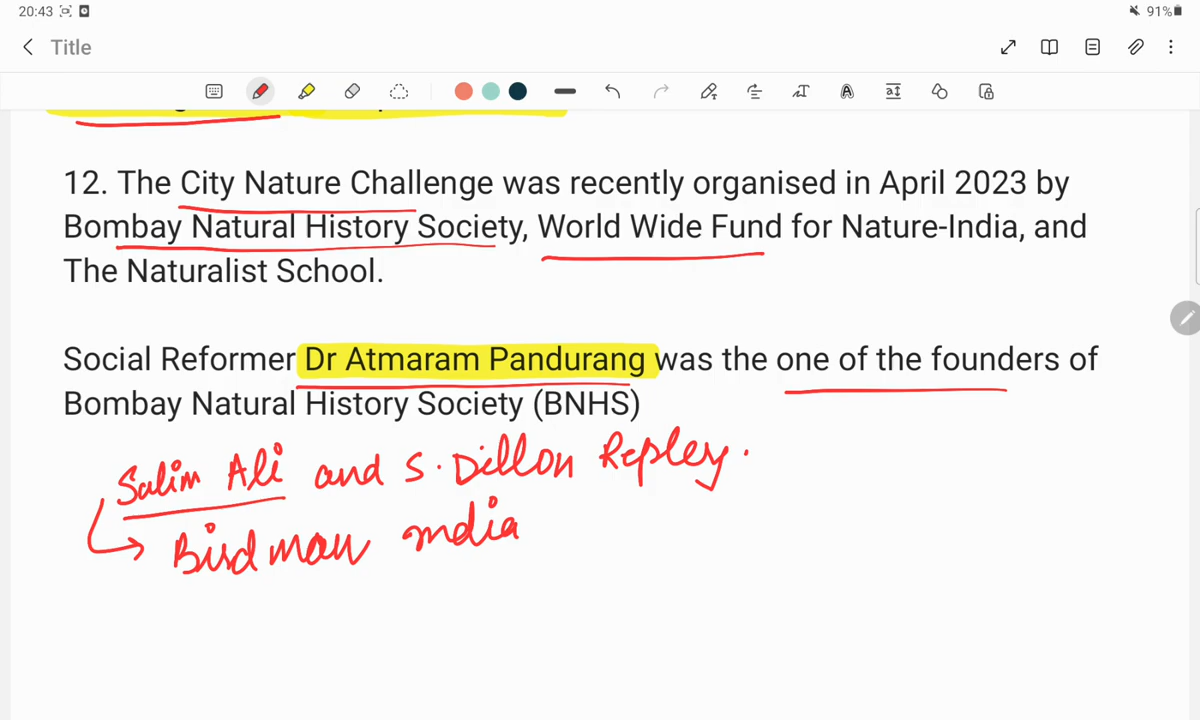 20:43
91%
Title
12. The City Nature Challenge was recently organised in April 2023 by
Bombay Natural History Society, World Wide Fund for Nature-India, and
The Naturalist School.
Social Reformer Dr Atmaram Pandurang was the one of the founders of
Bombay Natural History Society (BNHS)
Salim Ali and S. Dillon Repley.
Birdman India